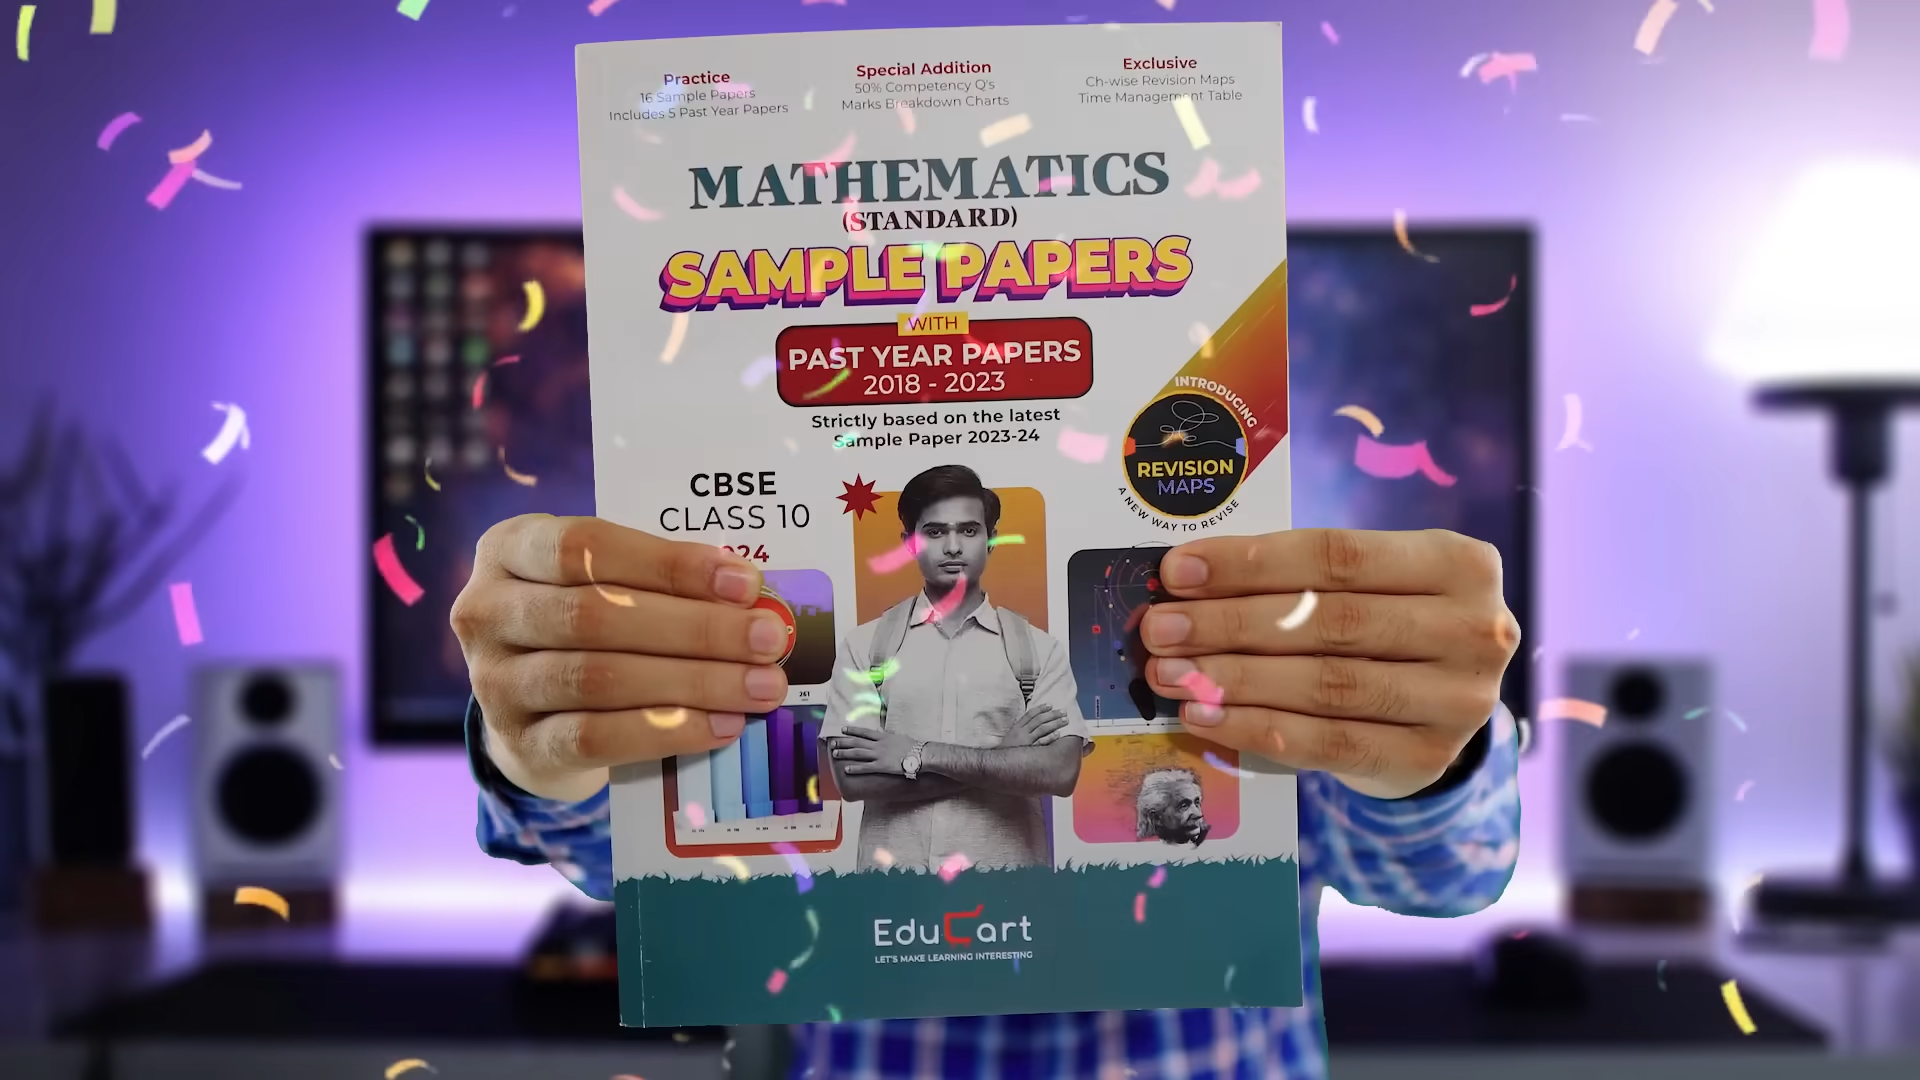 Practice
16 Sample Papers
Includes 5 Past Year Papers
Special Addition
50% Competency Q's
Marks Breakdown Charts
Exclusive
Ch-wise Revision Maps
Time Management Table
MATHEMATICS
(STANDARD)
SAMPLE PAPERS
WITH
PAST YEAR PAPERS
2018 - 2023
Strictly based on the latest
Sample Paper 2023-24
INTRODUCING
REVISION
MAPS
A NEW WAY TO REVISE
CBSE
CLASS 10
24
261
EduCart
LET'S MAKE LEARNING INTERESTING